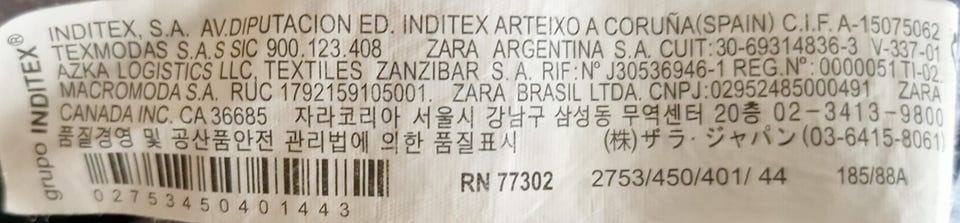 grupo INDITEX®
INDITEX, S.A. AV.DIPUTACION ED. INDITEX ARTEIXO A CORUÑA(SPAIN) C.I.F. A-15075062
TEXMODAS S.A.S SIC 900.123.408 ZARA ARGENTINA S.A. CUIT:30-69314836-3 V-337-01
AZKA LOGISTICS LLC, TEXTILES ZANZIBAR S.A. RIF:Nº J30536946-1 REG.Nº: 0000051 TI-02.
MACROMODA S.A. RUC 1792159105001. ZARA BRASIL LTDA. CNPJ:02952485000491. ZARA
CANADA INC. CA 36685 자라코리아 서울시 강남구 삼성동 무역센터 20층 02-3413-9800
품질경영 및 공산품안전 관리법에 의한 품질표시 (株)ザラ・ジャパン (03-6415-8061)
RN 77302 2753/450/401/ 44 185/88A
02753450401443